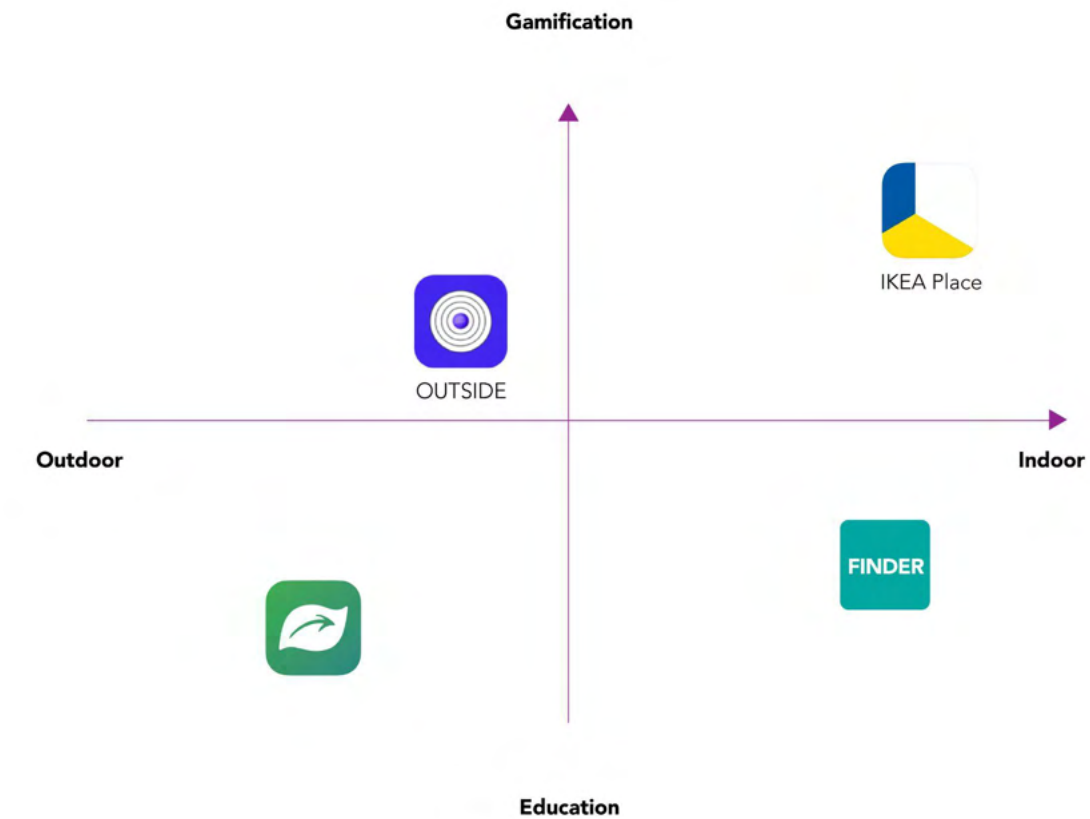 Gamification
IKEA Place
OUTSIDE
Outdoor
Indoor
FINDER
Education